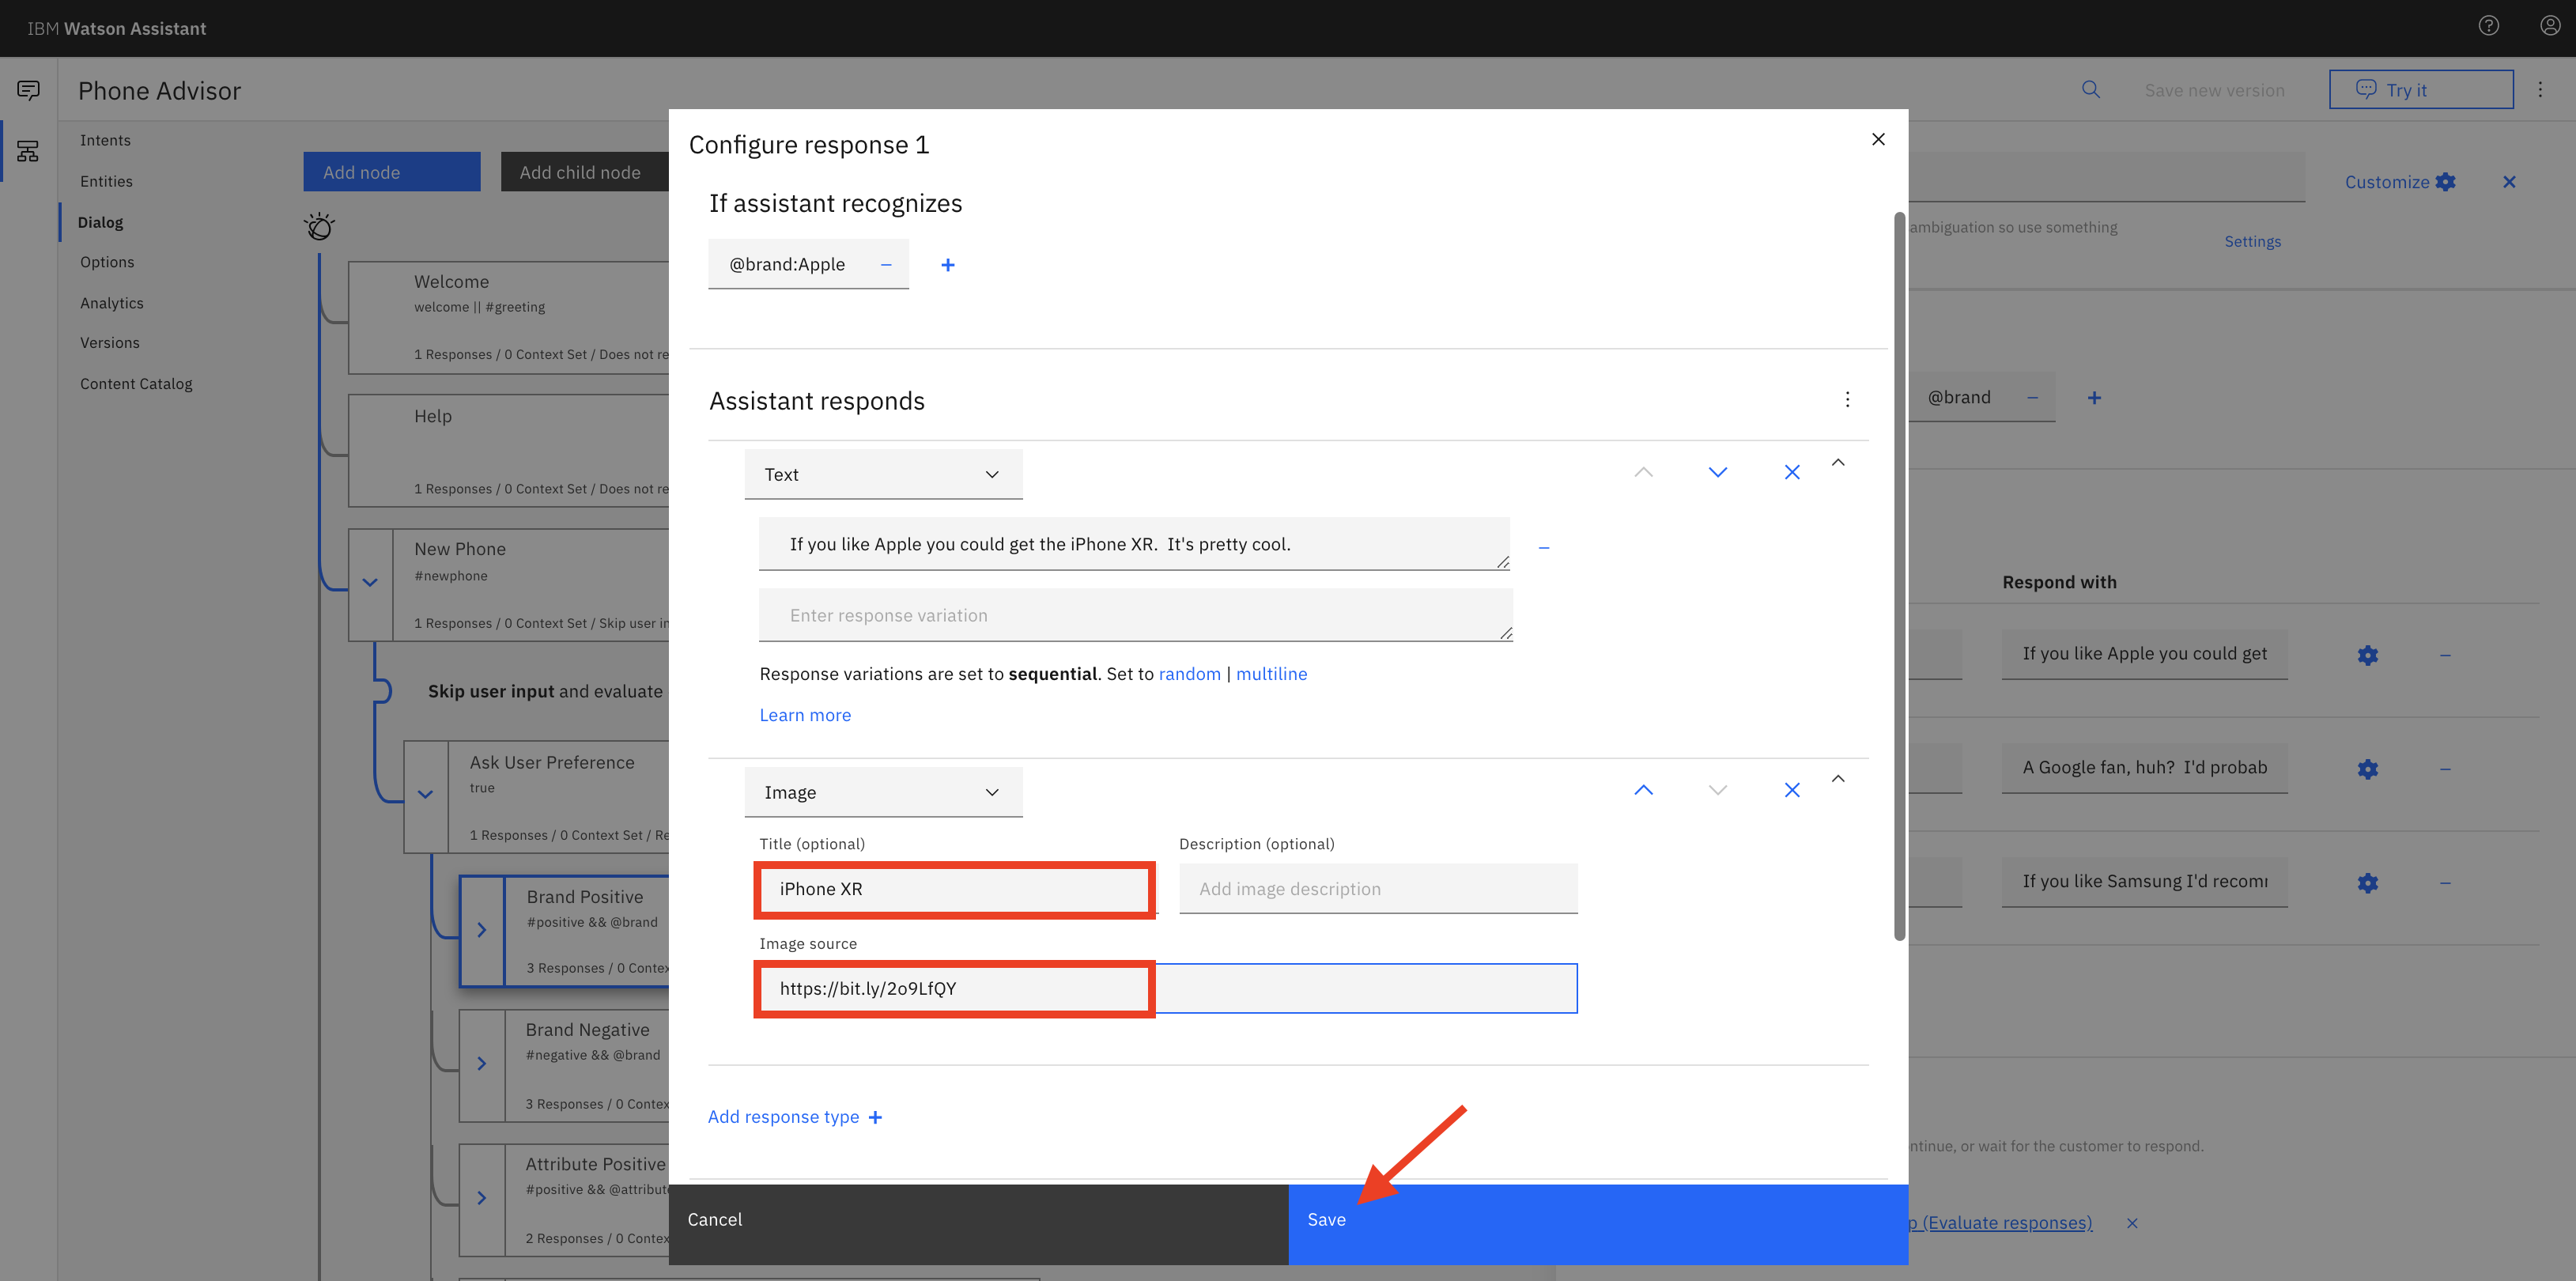 IBM Watson Assistant
Phone Advisor
Save new version
Try it
Intents
Entities
Dialog
Options
Analytics
Versions
Content Catalog
Add node
Add child node
Welcome
welcome || #greeting
1 Responses / 0 Context Set / Does not re
Help
1 Responses / 0 Context Set / Does not re
New Phone
#newphone
1 Responses / 0 Context Set / Skip user in
Skip user input and evaluate
Ask User Preference
true
1 Responses / 0 Context Set / Re
Brand Positive
#positive && @brand
3 Responses / 0 Contex
Brand Negative
#negative && @brand
3 Responses / 0 Contex
Attribute Positive
#positive && @attribut
2 Responses / 0 Contex
Configure response 1
If assistant recognizes
@brand:Apple
Assistant responds
Text
If you like Apple you could get the iPhone XR.  It's pretty cool.
Enter response variation
Response variations are set to sequential. Set to random | multiline
Learn more
Image
Title (optional)
Description (optional)
iPhone XR
Add image description
Image source
https://bit.ly/2o9LfQY
Add response type
Cancel
Save
Customize
ambiguation so use something
Settings
@brand
Respond with
If you like Apple you could get
A Google fan, huh?  I'd probab
If you like Samsung I'd recom
ntinue, or wait for the customer to respond.
p (Evaluate responses)